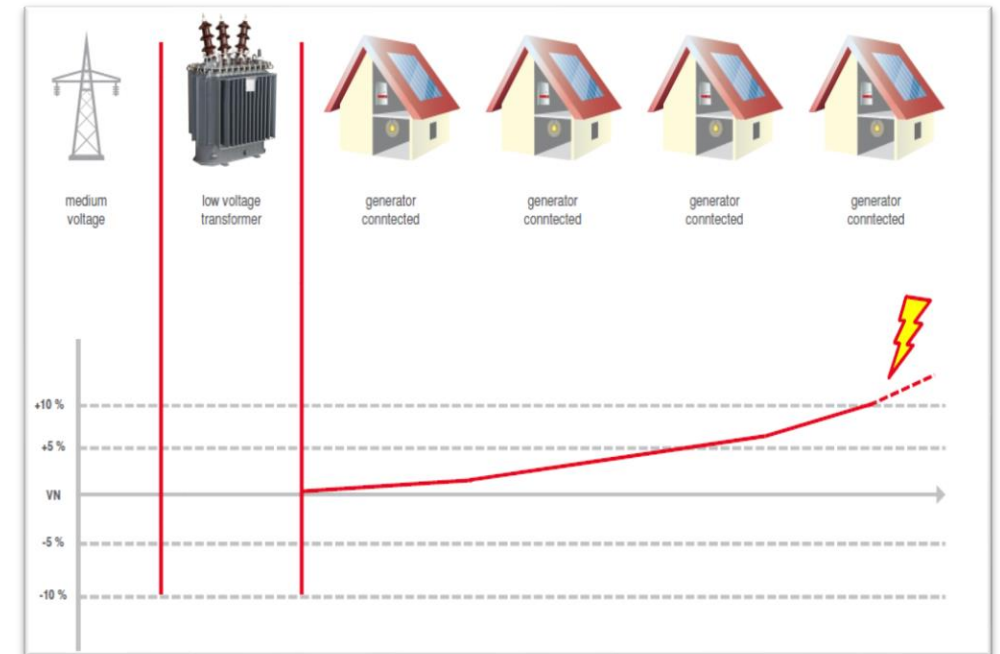 medium
voltage
low voltage
transformer
generator
conntected
generator
conntected
generator
conntected
generator
conntected
+10 %
+5 %
VN
-5 %
-10 %